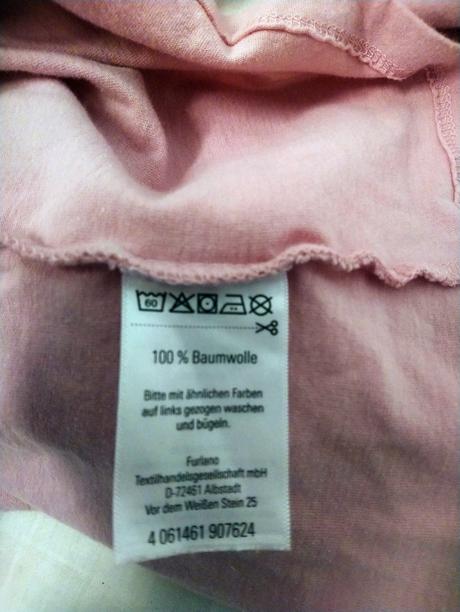 60
100 % Baumwolle
Bitte mit ähnlichen Farben
auf links gezogen waschen
und bügeln.
Furlano
Textilhandelsgesellschaft mbH
D-72461 Albstadt
Vor dem Weißen Stein 25
4 061461 907624